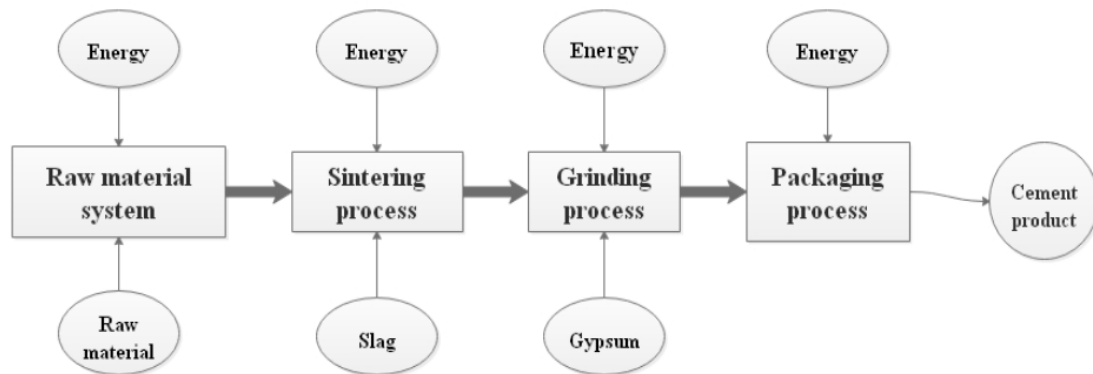 Energy
Energy
Energy
Energy
Raw material
system
Sintering
process
Grinding
process
Packaging
process
Cement
product
Raw
material
Slag
Gypsum